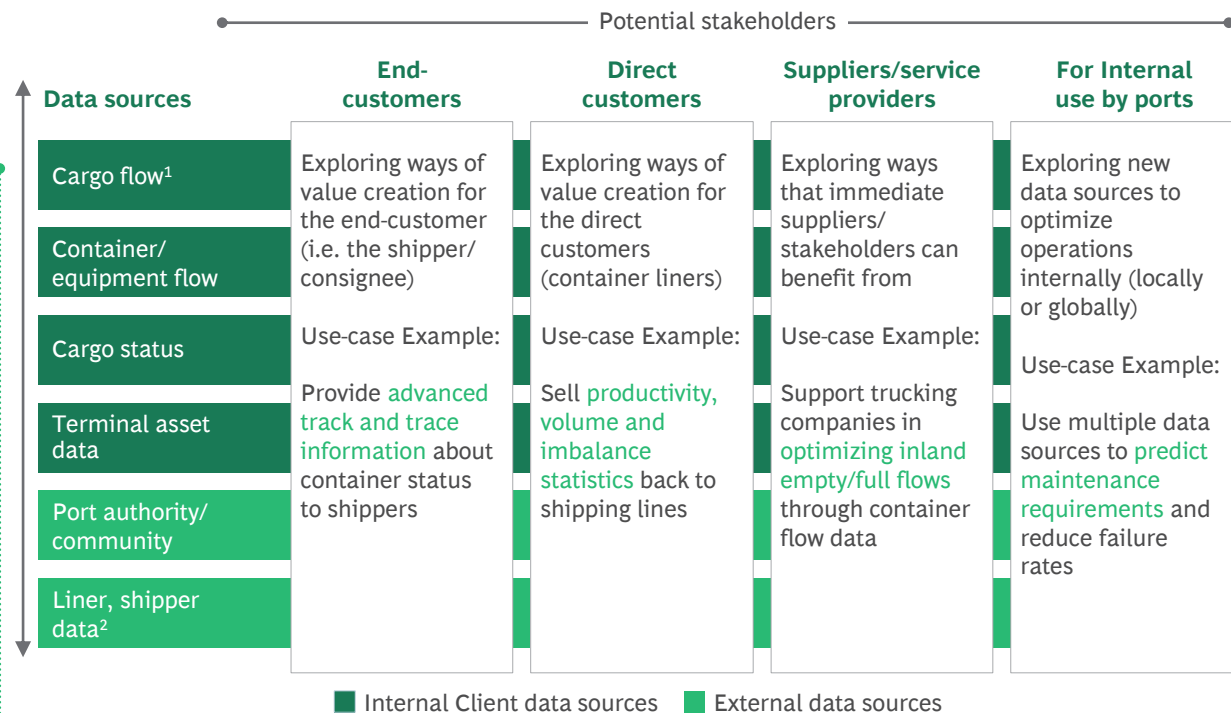 Potential stakeholders
Data sources
End-
customers
Direct
customers
Suppliers/service
providers
For Internal
use by ports
Cargo flow¹
Container/
equipment flow
Cargo status
Terminal asset
data
Port authority/
community
Liner, shipper
data²
Exploring ways of
value creation for
the end-customer
(i.e. the shipper/
consignee)
Use-case Example:
Provide advanced
track and trace
information about
container status
to shippers
Exploring ways of
value creation for
the direct
customers
(container liners)
Use-case Example:
Sell productivity,
volume and
imbalance
statistics back to
shipping lines
Exploring ways
that immediate
suppliers/
stakeholders can
benefit from
Use-case Example:
Support trucking
companies in
optimizing inland
empty/full flows
through container
flow data
Exploring new
data sources to
optimize
operations
internally (locally
or globally)
Use-case Example:
Use multiple data
sources to predict
maintenance
requirements and
reduce failure
rates
Internal Client data sources
External data sources